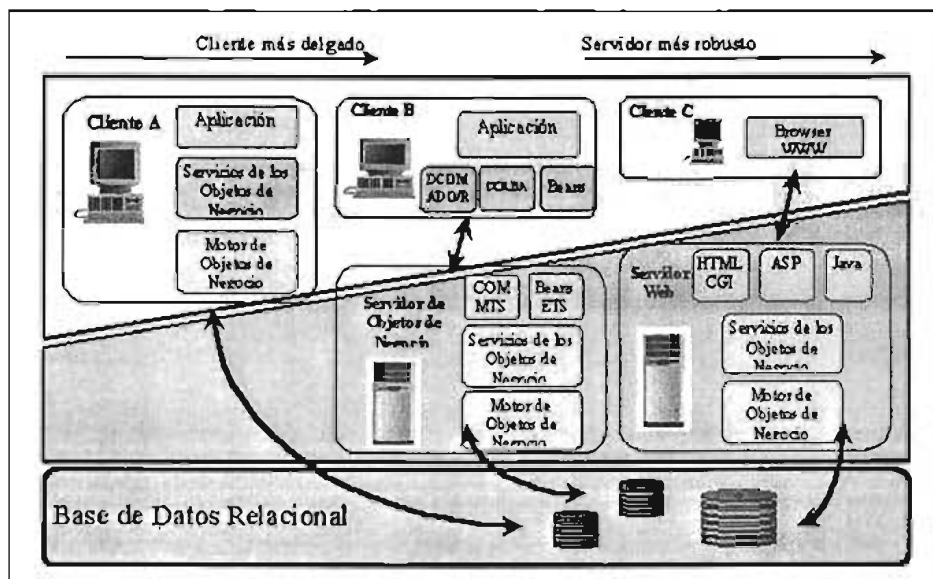 Cliente más delgado
Servidor más robusto
Cliente A
Aplicación
Servicios de los
Objetos de
Negocio
Motor de
Objetos de
Negocio
Cliente B
Aplicación
DCOM
ADO/R
CORBA
Beans
Cliente C
Browser
WWW
Servidor de
Objetos de
Negocio
COM
MTS
Beans
ETS
Servicios de los
Objetos de
Negocio
Motor de
Objetos de
Negocio
Servidor
Web
HTML
CGI
ASP
Java
Servicios de los
Objetos de
Negocio
Motor de
Objetos de
Negocio
Base de Datos Relacional